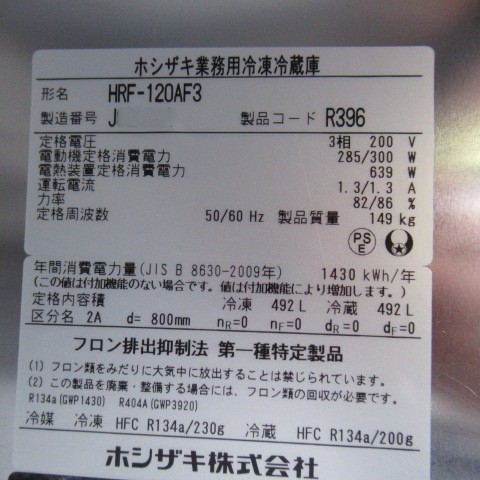 ホシザキ業務用冷凍冷蔵庫
形名 HRF-120AF3
製造番号 J 製品コード R396
定格電圧 3相 200 V
電動機定格消費電力 285/300 W
電熱装置定格消費電力 639 W
運転電流 1.3/1.3 A
力率 82/86 %
定格周波数 50/60 Hz 製品質量 149 kg
PS E
年間消費電力量(JIS B 8630-2009年) 1430 kWh/年
(この値は付加機能のない場合です。値は付加機能により増加します。)
定格内容積 冷凍 492 L 冷蔵 492 L
区分名 2A d= 800mm nR=0 nF=0 dR=0 dF=0
フロン排出抑制法 第一種特定製品
(1) フロン類をみだりに大気中に放出することは禁じられています。
(2) この製品を廃棄・整備する場合には、フロン類の回収が必要です。
R134a(GWP1430) R404A(GWP3920)
冷媒 冷凍 HFC R134a/230g 冷蔵 HFC R134a/200g
ホシザキ株式会社